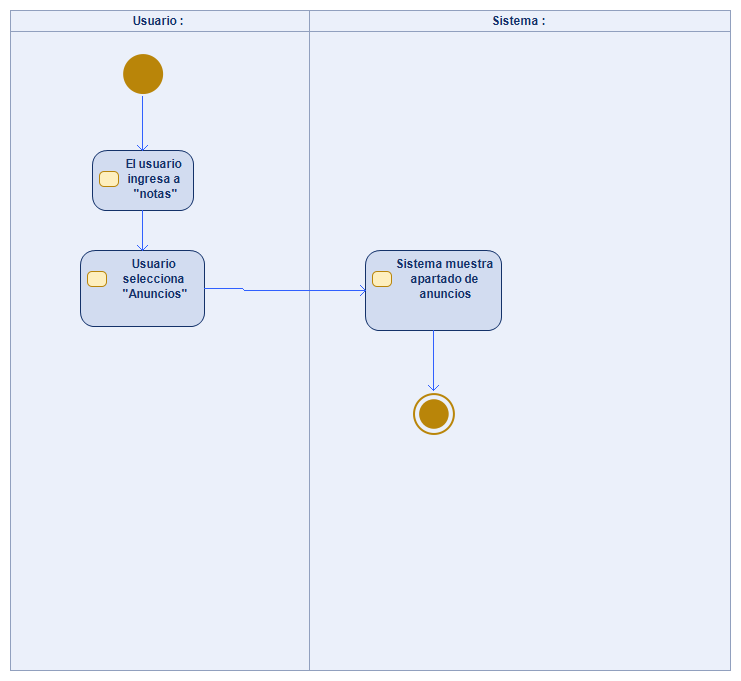 Usuario :
Sistema :
El usuario
ingresa a
"notas"
Usuario
selecciona
"Anuncios"
Sistema muestra
apartado de
anuncios